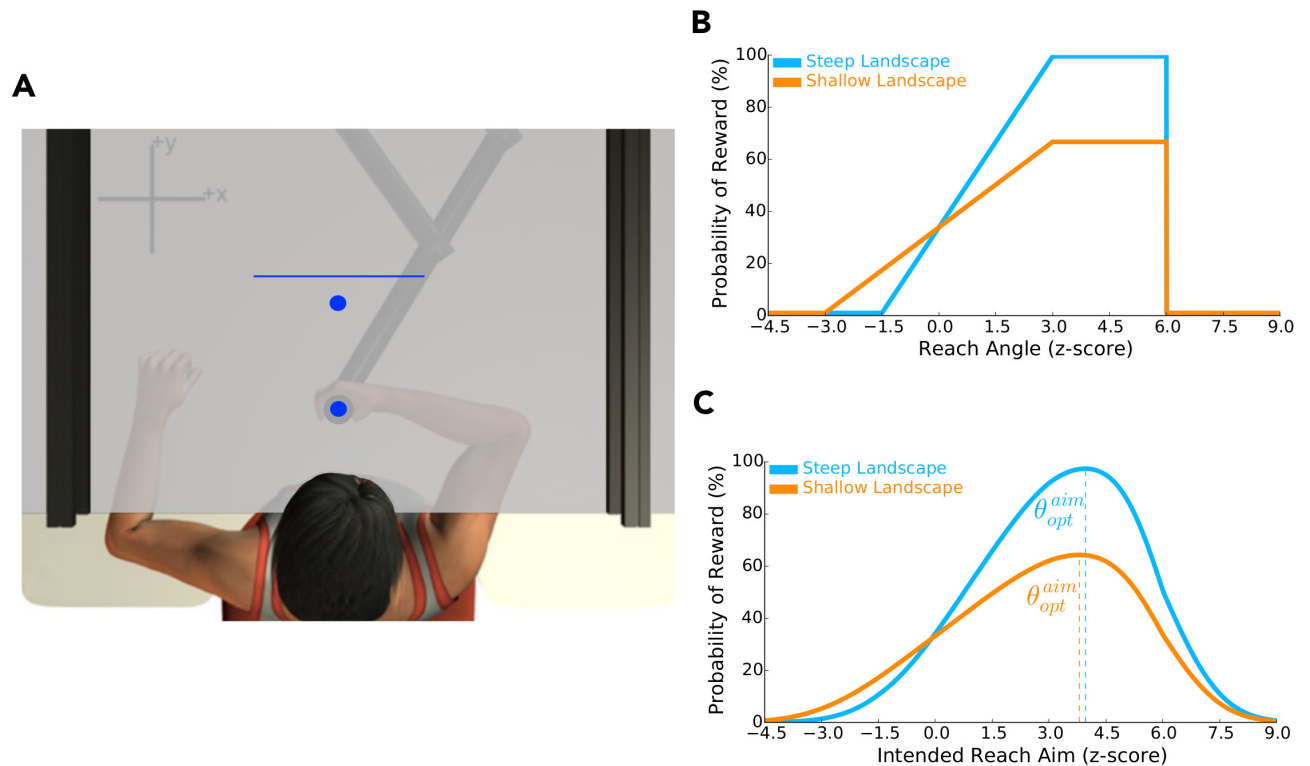 A
+y
+x
B
Probability of Reward (%)
100
80
60
40
20
0
Steep Landscape
Shallow Landscape
−4.5 −3.0 −1.5 0.0 1.5 3.0 4.5 6.0 7.5 9.0
Reach Angle (z-score)
C
Probability of Reward (%)
100
80
60
40
20
0
Steep Landscape
Shallow Landscape
θ_opt^aim
θ_opt^aim
−4.5 −3.0 −1.5 0.0 1.5 3.0 4.5 6.0 7.5 9.0
Intended Reach Aim (z-score)